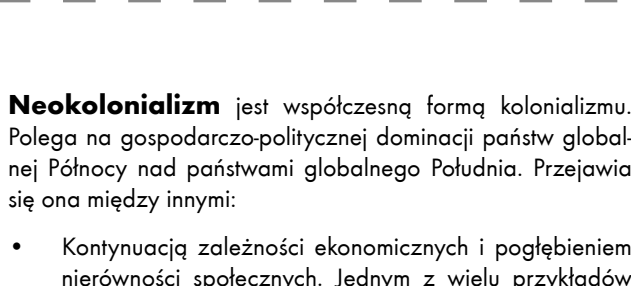 Neokolonializm jest współczesną formą kolonializmu.
Polega na gospodarczo-politycznej dominacji państw global-
nej Północy nad państwami globalnego Południa. Przejawia
się ona między innymi:
• Kontynuacją zależności ekonomicznych i pogłębieniem
nierówności społecznych. Jednym z wielu przykładów